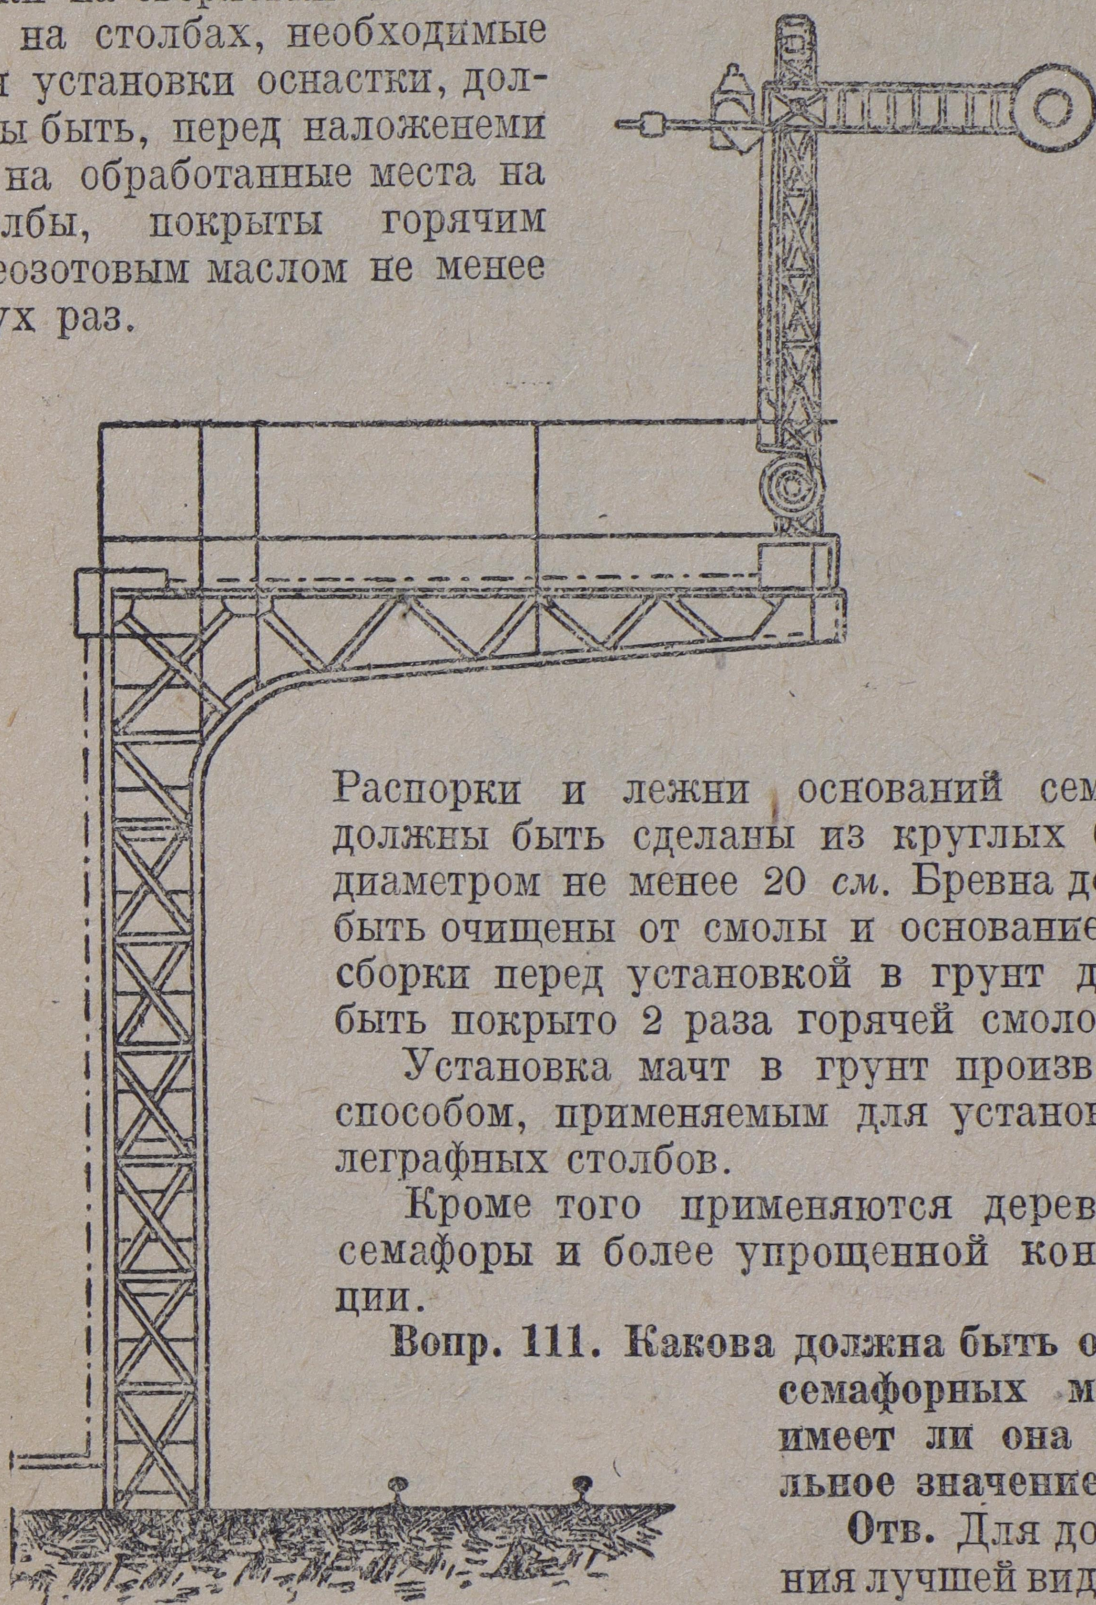 на столбах, необходимые
установки оснастки, дол-
ы быть, перед наложенеми
на обработанные места на
лбы, покрыты горячим
еозотовым маслом не менее
ух раз.
Распорки и лежни оснований сем
должны быть сделаны из круглых
диаметром не менее 20 см. Бревна д
быть очищены от смолы и основание
сборки перед установкой в грунт д
быть покрыто 2 раза горячей смоло
Установка мачт в грунт произв
способом, применяемым для установ
леграфных столбов.
Кроме того применяются дерев
семафоры и более упрощенной кон
ции.
Вопр. 111. Какова должна быть о
семафорных м
имеет ли она
льное значение
Отв. Для до
ния лучшей вид